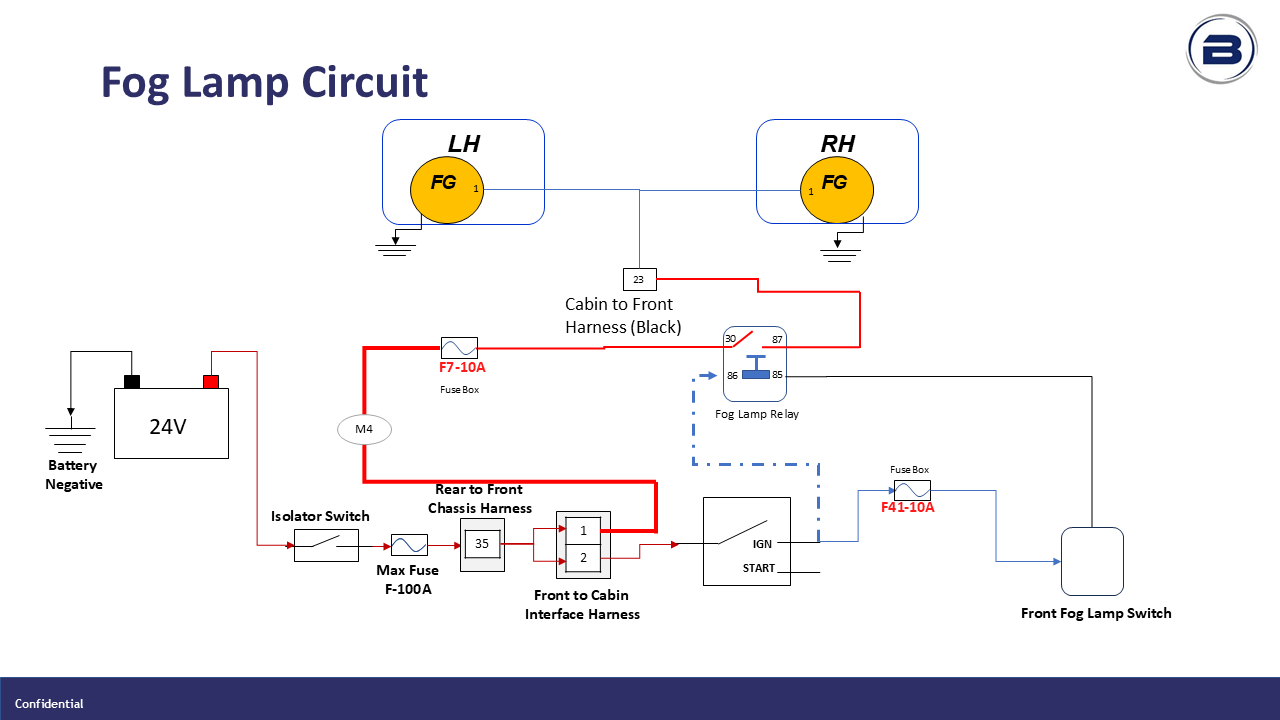 Fog Lamp Circuit
B
LH
RH
FG
1
1
FG
23
Cabin to Front
Harness (Black)
30
87
F7-10A
Fuse Box
86
85
Fog Lamp Relay
24V
M4
Battery
Negative
Fuse Box
F41-10A
Rear to Front
Chassis Harness
Isolator Switch
35
1
2
IGN
START
Max Fuse
F-100A
Front to Cabin
Interface Harness
Front Fog Lamp Switch
Confidential